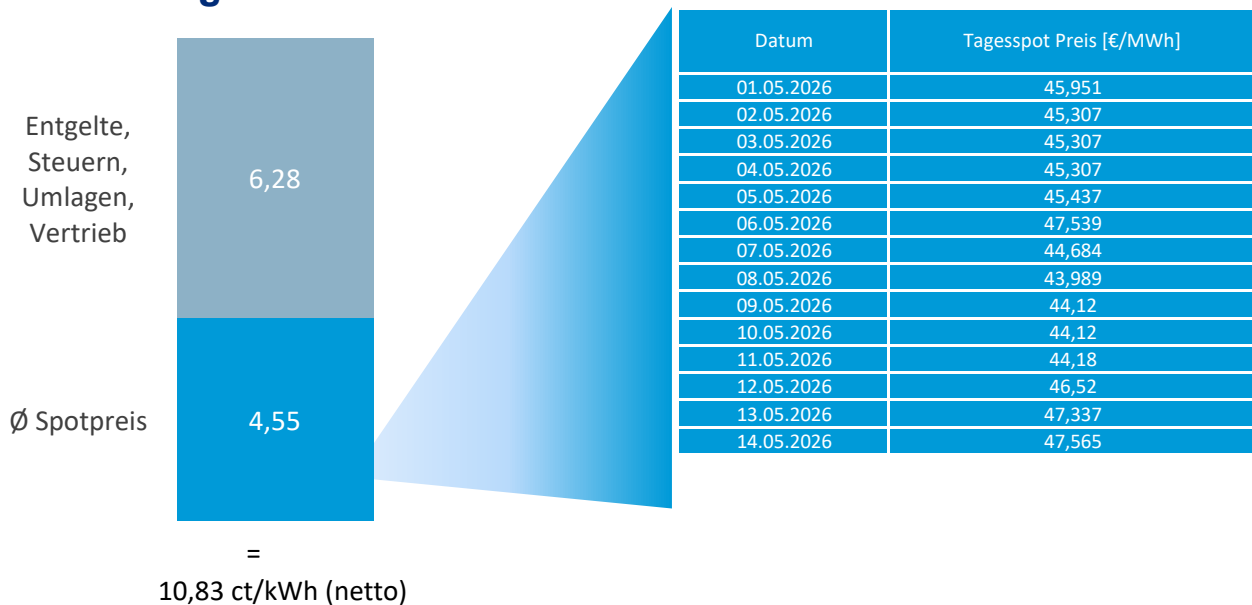 Entgelte,
Steuern,
Umlagen,
Vertrieb
6,28
Ø Spotpreis
4,55
=
10,83 ct/kWh (netto)
Datum Tagesspot Preis [€/MWh]
01.05.2026 45,951
02.05.2026 45,307
03.05.2026 45,307
04.05.2026 45,307
05.05.2026 45,437
06.05.2026 47,539
07.05.2026 44,684
08.05.2026 43,989
09.05.2026 44,12
10.05.2026 44,12
11.05.2026 44,18
12.05.2026 46,52
13.05.2026 47,337
14.05.2026 47,565